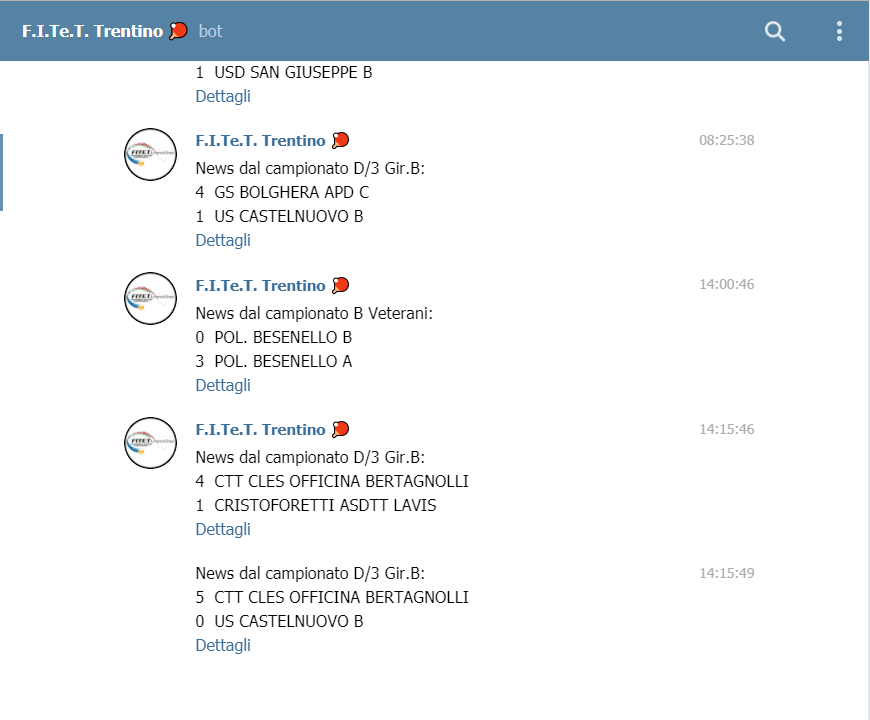 F.I.Te.T. Trentino bot
1 USD SAN GIUSEPPE B
Dettagli
F.I.Te.T. Trentino 08:25:38
News dal campionato D/3 Gir.B:
4 GS BOLGHERA APD C
1 US CASTELNUOVO B
Dettagli
F.I.Te.T. Trentino 14:00:46
News dal campionato B Veterani:
0 POL. BESENELLO B
3 POL. BESENELLO A
Dettagli
F.I.Te.T. Trentino 14:15:46
News dal campionato D/3 Gir.B:
4 CTT CLES OFFICINA BERTAGNOLLI
1 CRISTOFORETTI ASDTT LAVIS
Dettagli
News dal campionato D/3 Gir.B: 14:15:49
5 CTT CLES OFFICINA BERTAGNOLLI
0 US CASTELNUOVO B
Dettagli